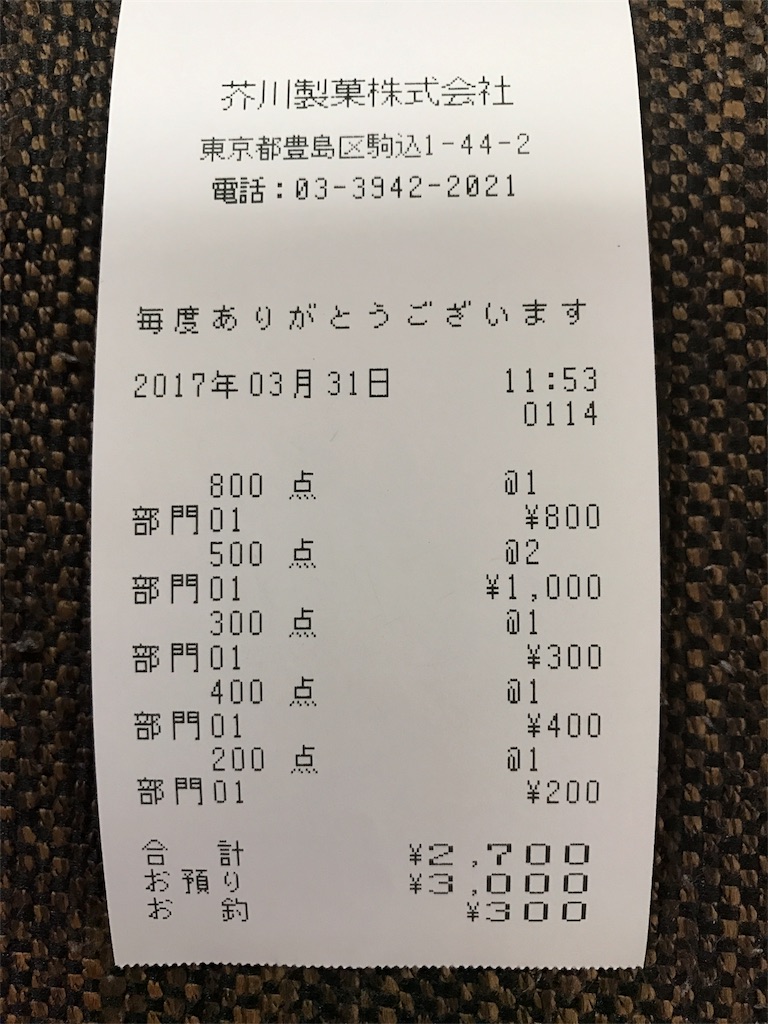 芥川製菓株式会社
東京都豊島区駒込1-44-2
電話:03-3942-2021
毎度ありがとうございます
2017年03月31日 11:53
0114
800 点 @1
部門01 ¥800
500 点 @2
部門01 ¥1,000
300 点 @1
部門01 ¥300
400 点 @1
部門01 ¥400
200 点 @1
部門01 ¥200
合計 ¥2,700
お預り ¥3,000
お釣 ¥300